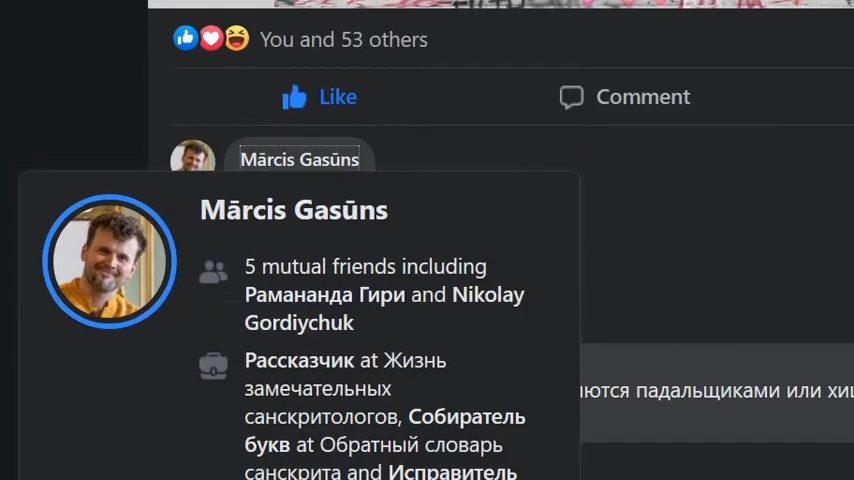 You and 53 others
Like
Comment
Mārcis Gasūns
Mārcis Gasūns
5 mutual friends including
Рамананда Гири and Nikolay
Gordiychuk
Рассказчик at Жизнь
замечательных
санскритологов, Собиратель
букв at Обратный словарь
санскрита and Исправитель
ются падальщиками или хи